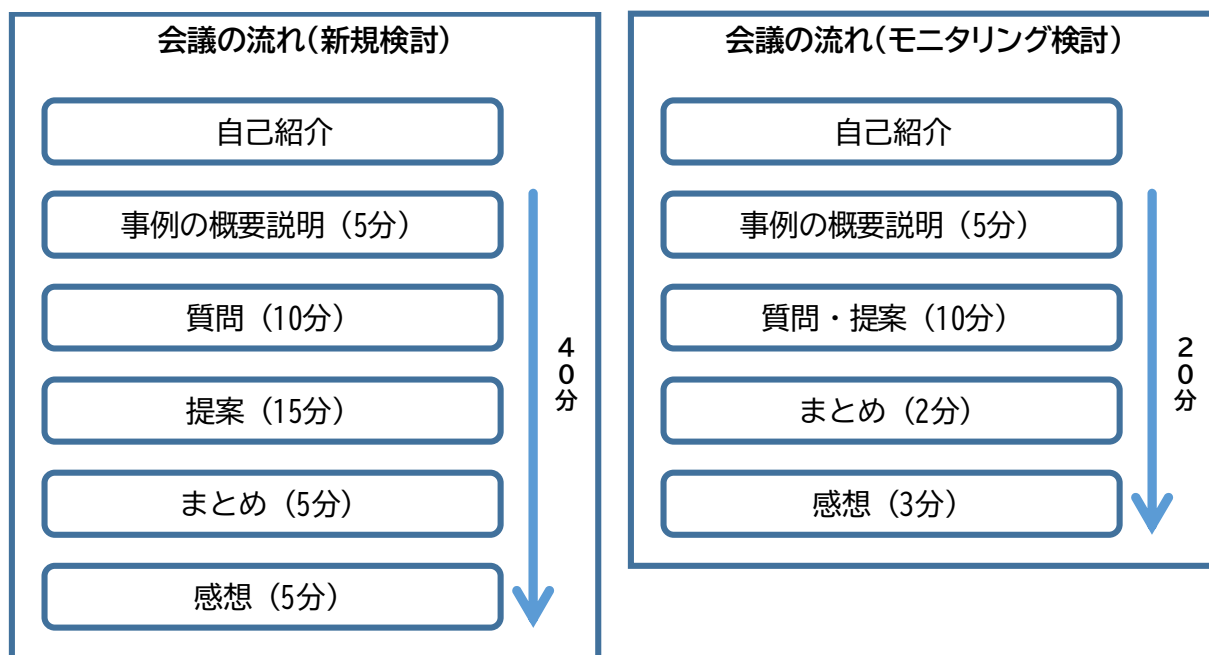 会議の流れ(新規検討)
自己紹介
事例の概要説明（5分）
質問（10分）
提案（15分）
まとめ（5分）
感想（5分）
40分
会議の流れ(モニタリング検討)
自己紹介
事例の概要説明（5分）
質問・提案（10分）
まとめ（2分）
感想（3分）
20分